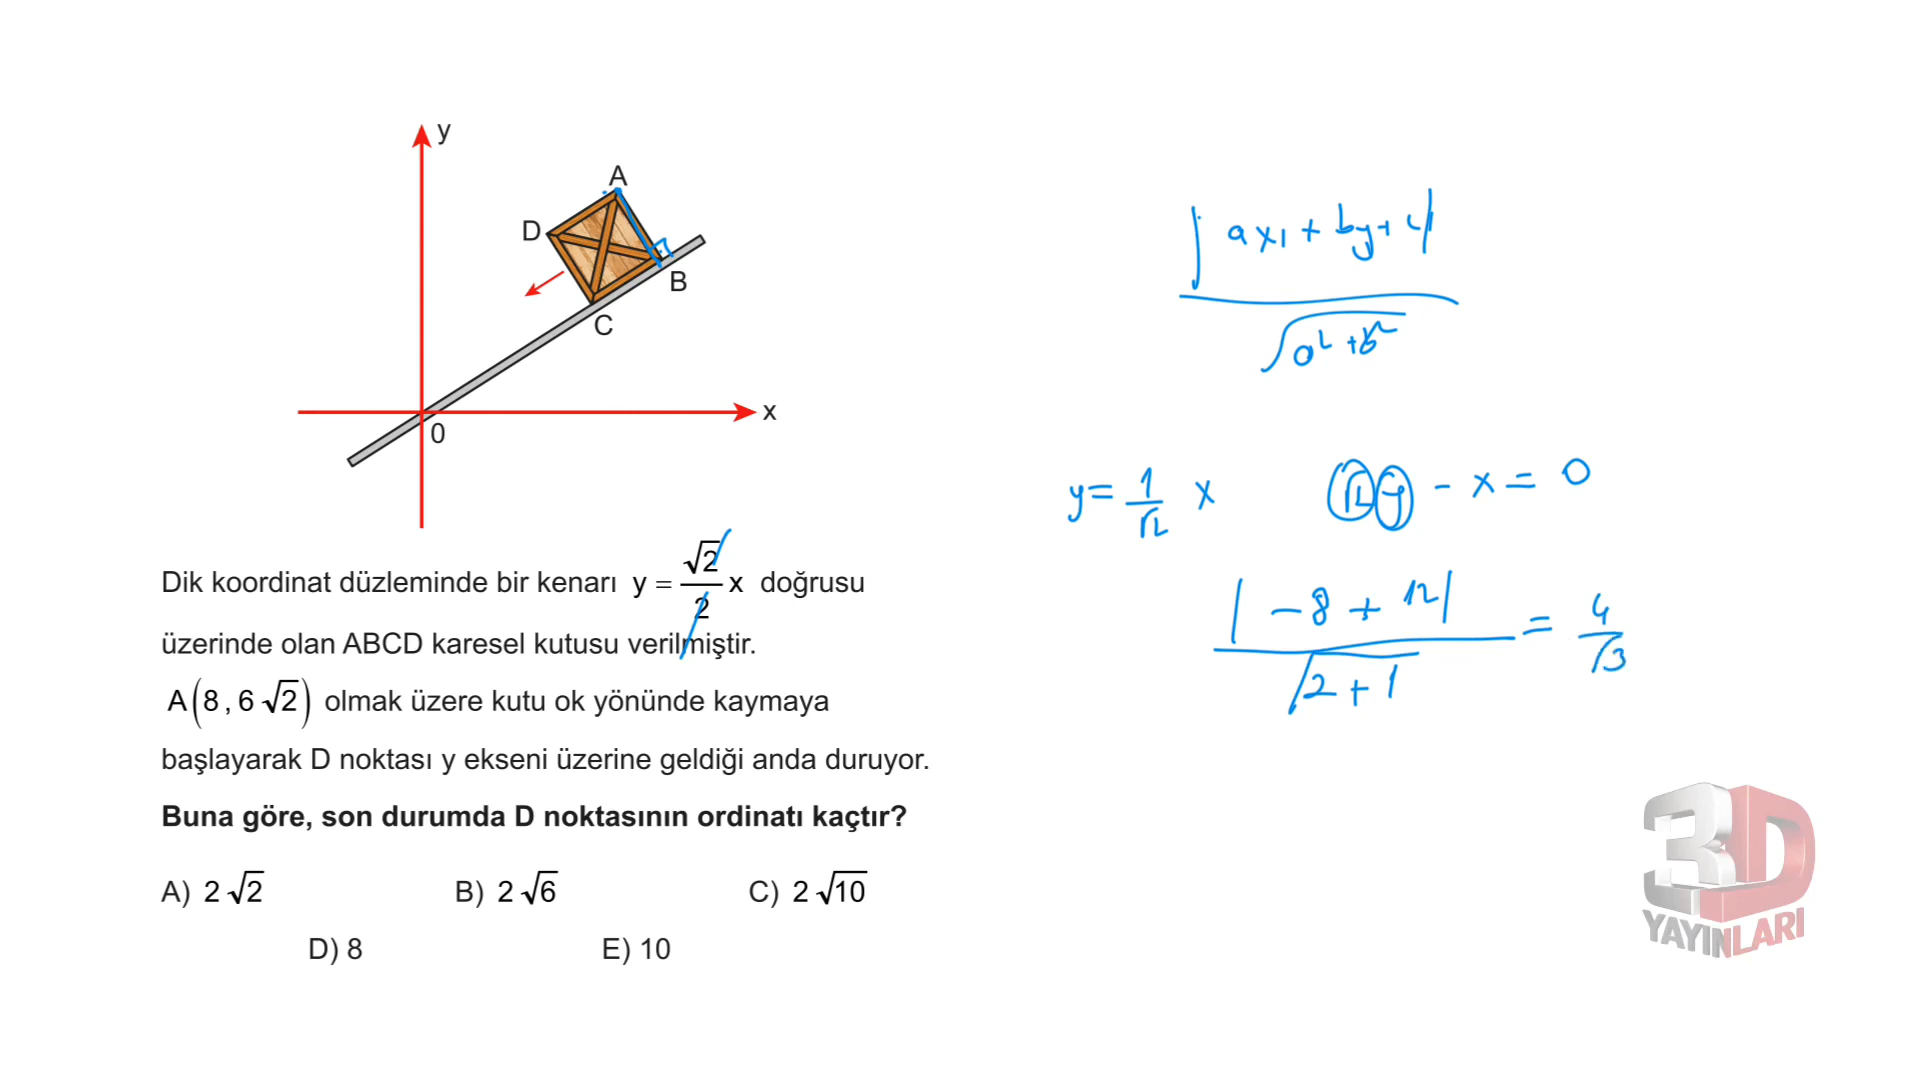 y
A
D
B
C
0
x
Dik koordinat düzleminde bir kenarı y = √2/2 x doğrusu
üzerinde olan ABCD karesel kutusu verilmiştir.
A(8, 6√2) olmak üzere kutu ok yönünde kaymaya
başlayarak D noktası y ekseni üzerine geldiği anda duruyor.
Buna göre, son durumda D noktasının ordinatı kaçtır?
A) 2√2 B) 2√6 C) 2√10
D) 8 E) 10
|ax₁ + by + c|
√a² + b²
y = 1/√2 x √2 y - x = 0
|-8 + 12| / √2 + 1 = 4/√3
3D
YAYINLARI